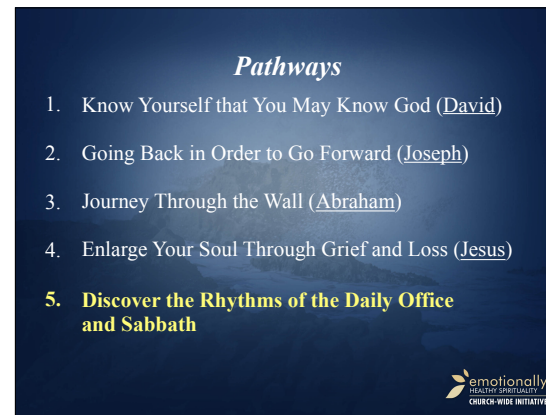 Pathways
1. Know Yourself that You May Know God (David)
2. Going Back in Order to Go Forward (Joseph)
3. Journey Through the Wall (Abraham)
4. Enlarge Your Soul Through Grief and Loss (Jesus)
5. Discover the Rhythms of the Daily Office
and Sabbath
emotionally
HEALTHY SPIRITUALITY
CHURCH-WIDE INITIATIVE